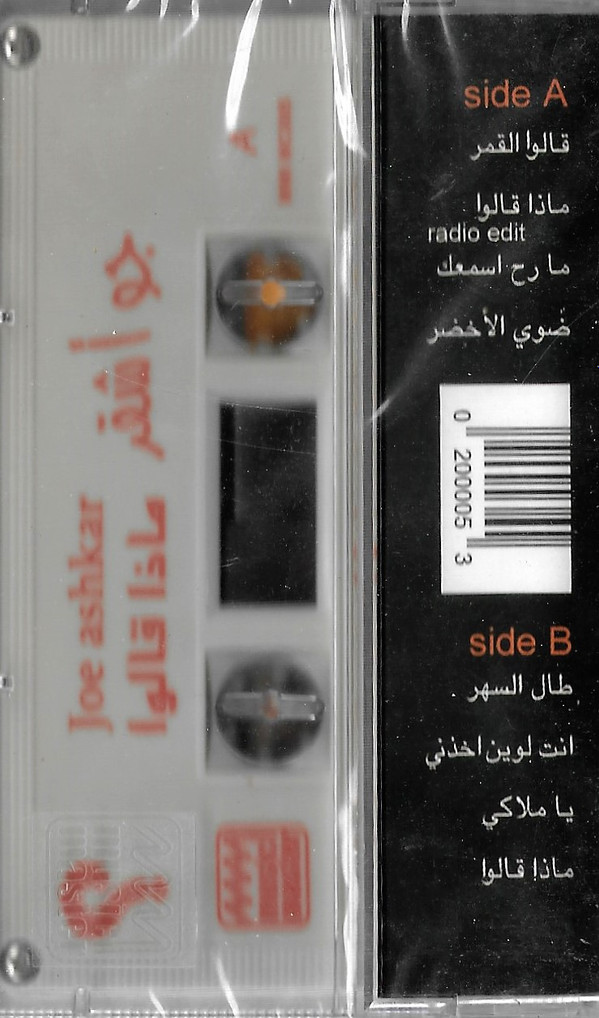 A
جو أشقر
Joe ashkar
ماذا قالوا
side A
قالوا القمر
ماذا قالوا
radio edit
ما رح اسمعك
ضوي الأخضر
0 200005 3
side B
طال السهر
انت لوين اخذني
يا ملاكي
ماذا قالوا